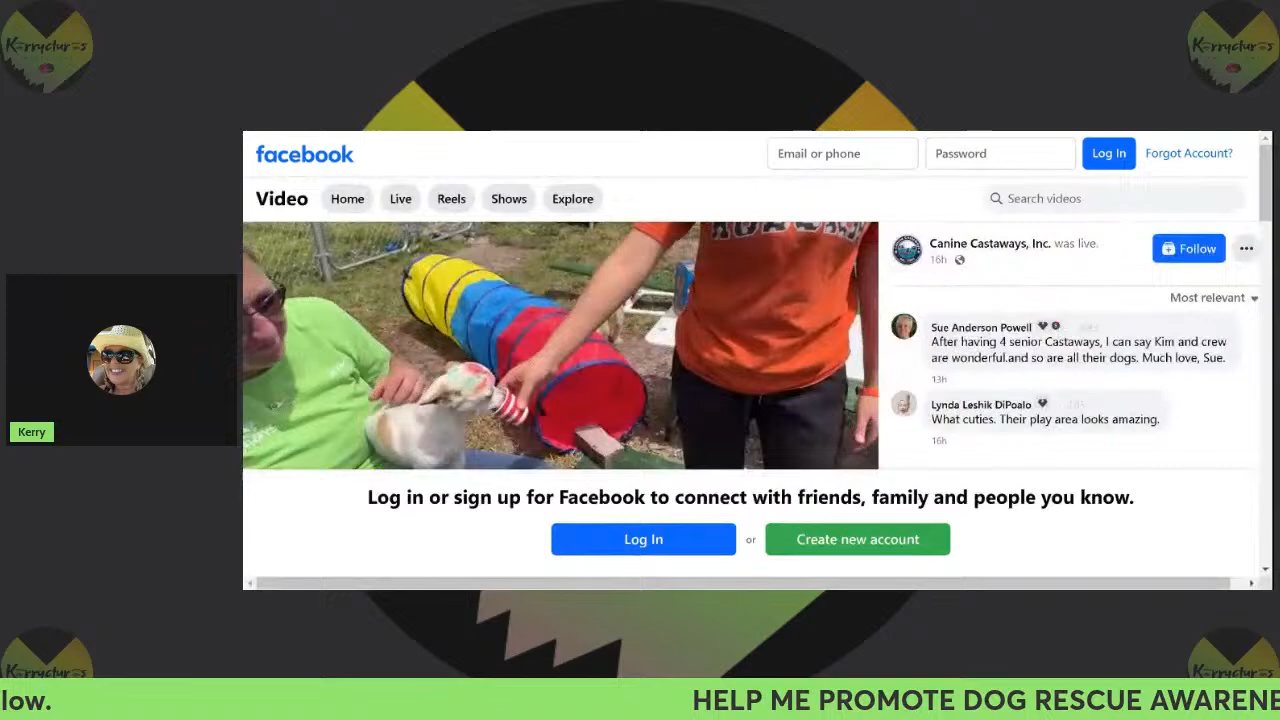 Kerryctures
Kerryctures
facebook
Email or phone
Password
Log In
Forgot Account?
Video
Home
Live
Reels
Shows
Explore
Search videos
Canine Castaways, Inc. was live.
16h
Follow
Most relevant
Sue Anderson Powell
After having 4 senior Castaways, I can say Kim and crew
are wonderful.and so are all their dogs. Much love, Sue.
13h
Lynda Leshik DiPoalo
What cuties. Their play area looks amazing.
16h
Kerry
Log in or sign up for Facebook to connect with friends, family and people you know.
Log In
or
Create new account
Kerryctures
Kerryctures
low.
HELP ME PROMOTE DOG RESCUE AWARENE